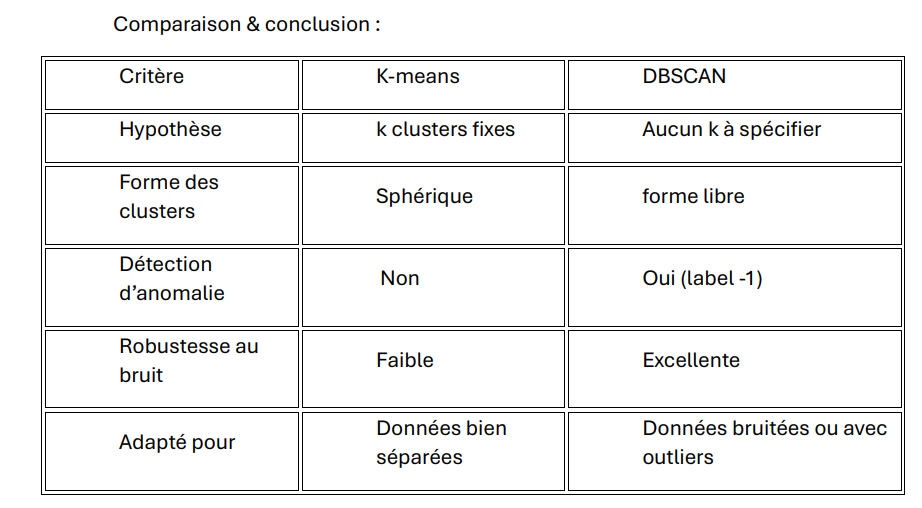 Comparaison & conclusion :
Critère
K-means
DBSCAN
Hypothèse
k clusters fixes
Aucun k à spécifier
Forme des
clusters
Sphérique
forme libre
Détection
d’anomalie
Non
Oui (label -1)
Robustesse au
bruit
Faible
Excellente
Adapté pour
Données bien
séparées
Données bruitées ou avec
outliers